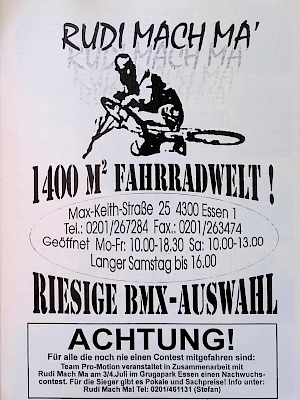 RUDI MACH MA'
RUDI MACH MA
1400 M² FAHRRADWELT !
Max-Keith-Straße 25 4300 Essen 1
Tel.: 0201/267284 Fax.: 0201/263474
Geöffnet Mo-Fr: 10.00-18.30 Sa: 10.00-13.00
Langer Samstag bis 16.00
RIESIGE BMX-AUSWAHL
ACHTUNG!
Für alle die noch nie einen Contest mitgefahren sind:
Team Pro-Motion veranstaltet in Zusammenarbeit mit
Rudi Mach Ma am 3/4.Juli im Grugapark Essen einen Nachwuchs-
contest. Für die Sieger gibt es Pokale und Sachpreise! Info unter:
Rudi Mach Mal Tel: 0201/461131 (Stefan)